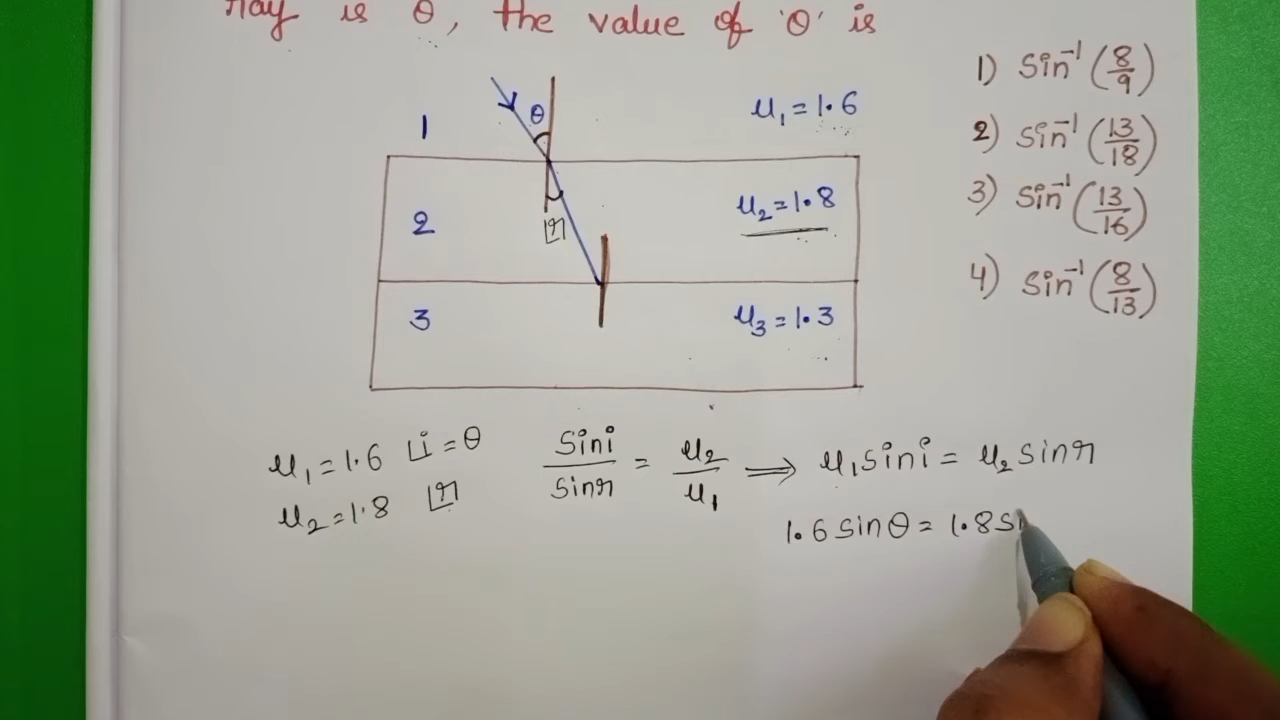 Ray is θ, the value of 'θ' is
1) Sin⁻¹(8/9)
2) Sin⁻¹(13/18)
3) Sin⁻¹(13/16)
4) Sin⁻¹(8/13)
θ
1
μ₁ = 1.6
2
r
μ₂ = 1.8
3
μ₃ = 1.3
μ₁ = 1.6 ∠i = θ
μ₂ = 1.8 ∠r
Sin i / Sin r = μ₂ / μ₁ ⟹ μ₁ sin i = μ₂ sin r
1.6 sin θ = 1.8 si